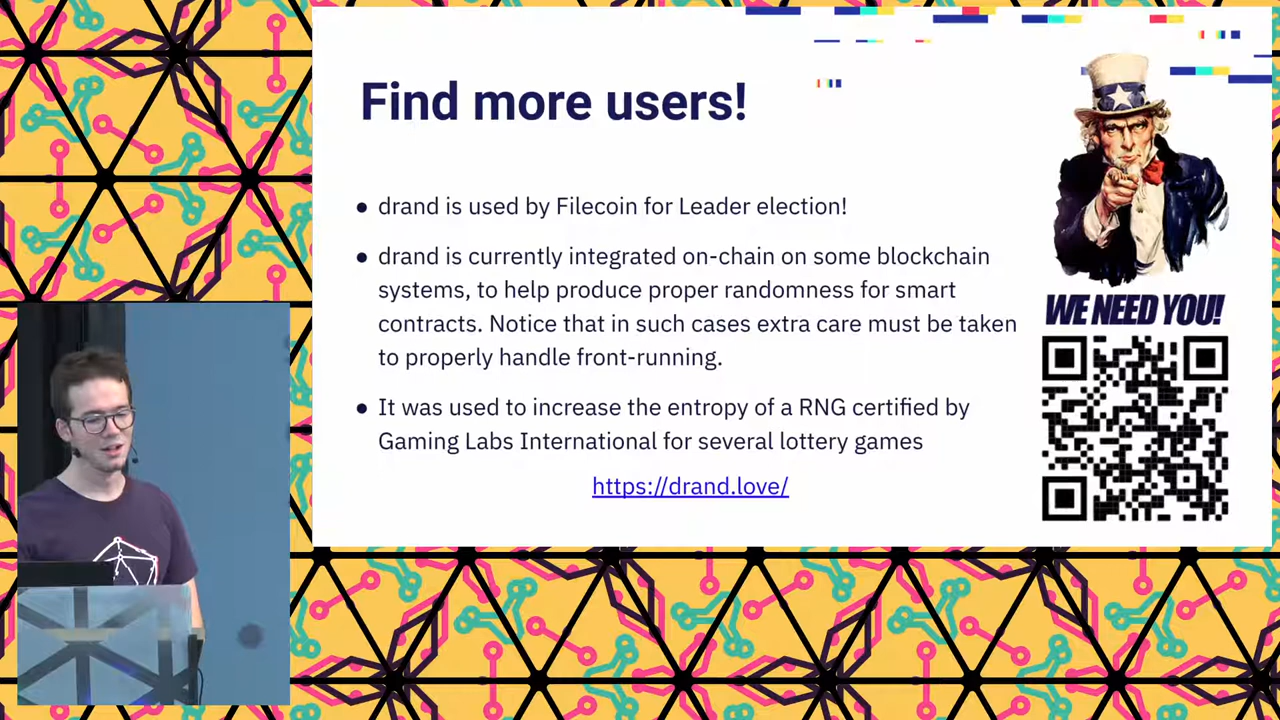 Find more users!
● drand is used by Filecoin for Leader election!
● drand is currently integrated on-chain on some blockchain
systems, to help produce proper randomness for smart
contracts. Notice that in such cases extra care must be taken
to properly handle front-running.
● It was used to increase the entropy of a RNG certified by
Gaming Labs International for several lottery games
https://drand.love/
WE NEED YOU!